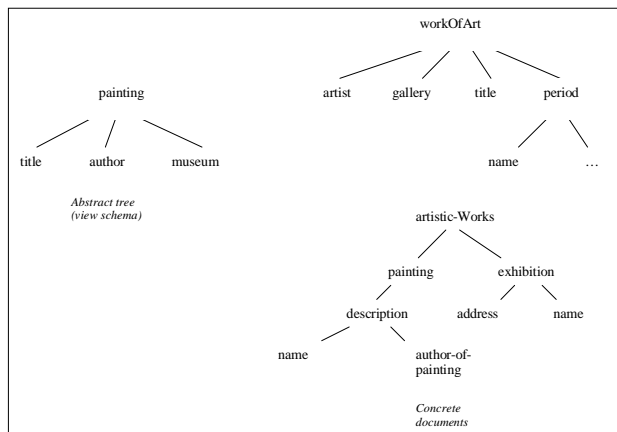 workOfArt
artist gallery title period
painting
title author museum
name …
Abstract tree
(view schema)
artistic-Works
painting exhibition
description address name
name author-of-
painting
Concrete
documents